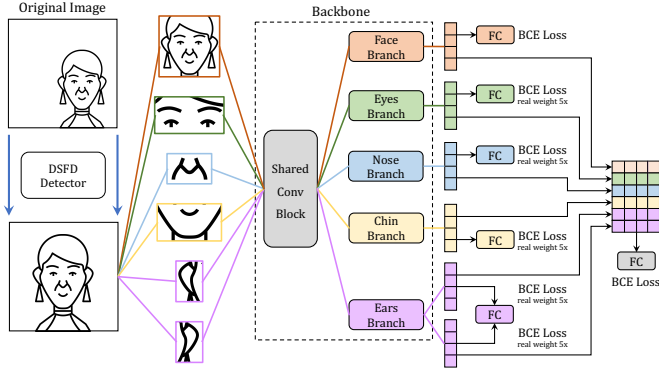 Original Image
DSFD
Detector
Backbone
Shared
Conv
Block
Face
Branch
Eyes
Branch
Nose
Branch
Chin
Branch
Ears
Branch
FC
BCE Loss
FC
BCE Loss
real weight 5x
FC
BCE Loss
real weight 5x
FC
BCE Loss
real weight 5x
FC
BCE Loss
real weight 5x
BCE Loss
real weight 5x
FC
BCE Loss